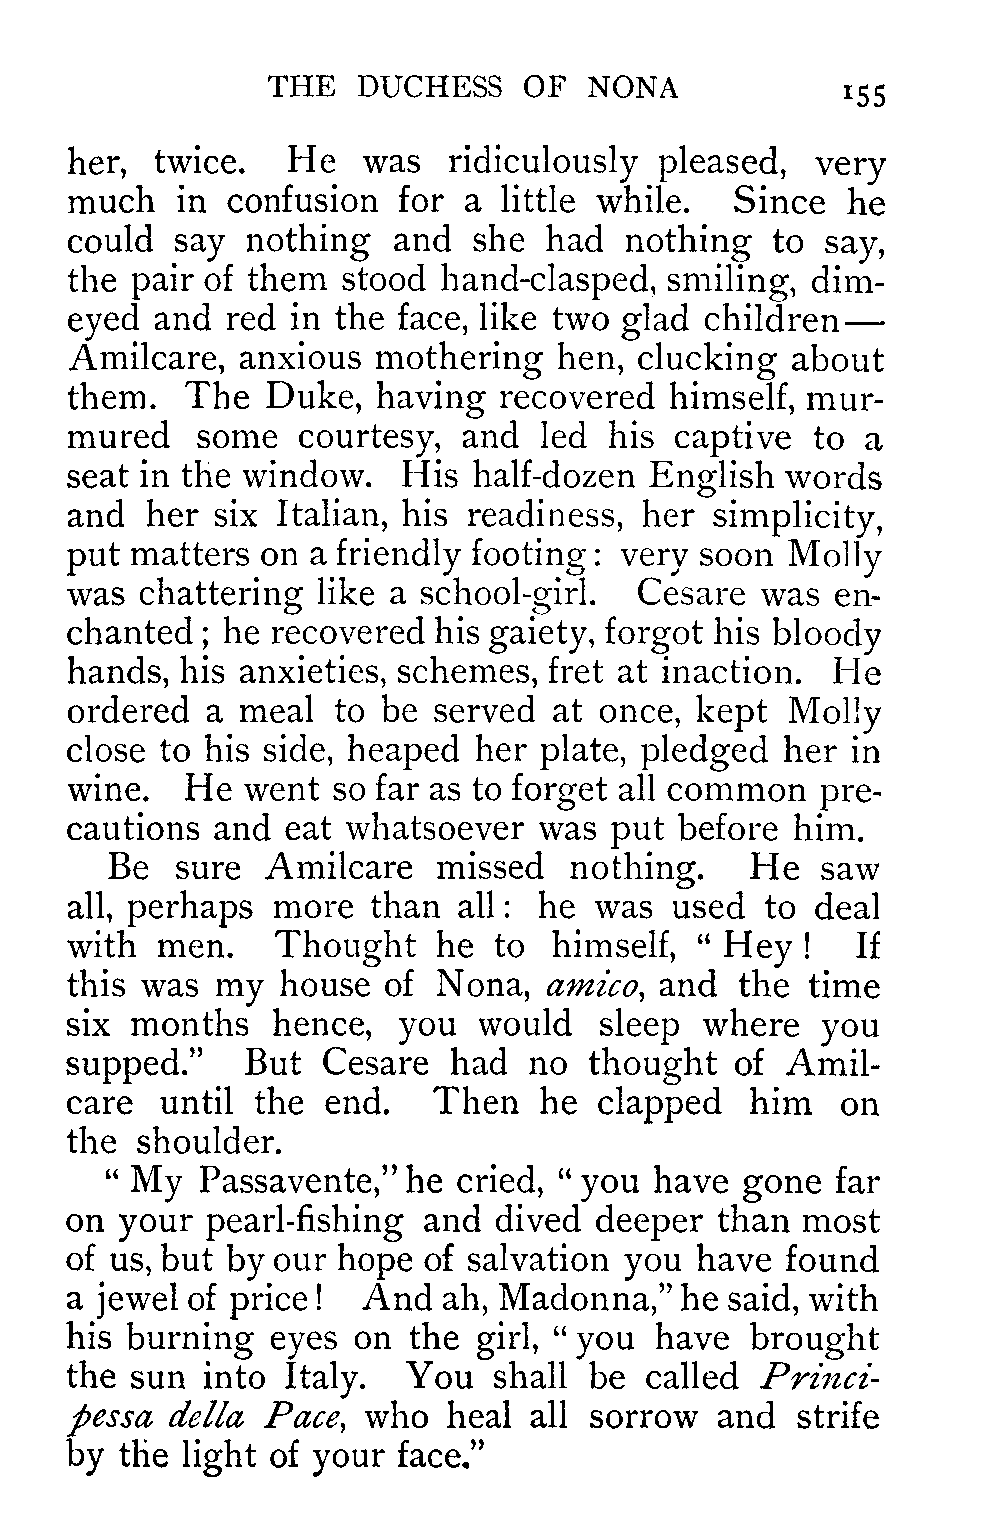 THE DUCHESS OF NONA 155
her, twice. He was ridiculously pleased, very
much in confusion for a little while. Since he
could say nothing and she had nothing to say,
the pair of them stood hand-clasped, smiling, dim-
eyed and red in the face, like two glad children—
Amilcare, anxious mothering hen, clucking about
them. The Duke, having recovered himself, mur-
mured some courtesy, and led his captive to a
seat in the window. His half-dozen English words
and her six Italian, his readiness, her simplicity,
put matters on a friendly footing: very soon Molly
was chattering like a school-girl. Cesare was en-
chanted; he recovered his gaiety, forgot his bloody
hands, his anxieties, schemes, fret at inaction. He
ordered a meal to be served at once, kept Molly
close to his side, heaped her plate, pledged her in
wine. He went so far as to forget all common pre-
cautions and eat whatsoever was put before him.
Be sure Amilcare missed nothing. He saw
all, perhaps more than all: he was used to deal
with men. Thought he to himself, “Hey! If
this was my house of Nona, amico, and the time
six months hence, you would sleep where you
supped.” But Cesare had no thought of Amil-
care until the end. Then he clapped him on
the shoulder.
“My Passavente,” he cried, “you have gone far
on your pearl-fishing and dived deeper than most
of us, but by our hope of salvation you have found
a jewel of price! And ah, Madonna,” he said, with
his burning eyes on the girl, “you have brought
the sun into Italy. You shall be called Princi-
pessa della Pace, who heal all sorrow and strife
by the light of your face.”